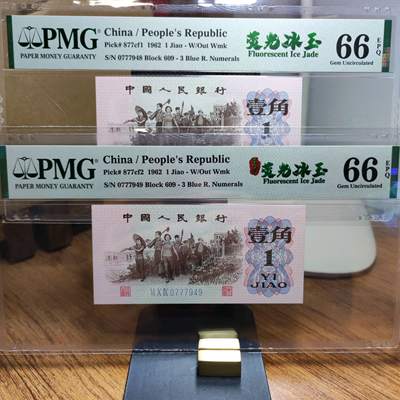 PMG
PAPER MONEY GUARANTY
China / People's Republic
Pick# 877cf1 1962 1 Jiao - W/Out Wmk
S/N 0777948 Block 609 - 3 Blue R. Numerals
荧光冰玉
Fluorescent Ice Jade
66 EPQ
Gem Uncirculated
中国人民银行
壹角
1
PMG
PAPER MONEY GUARANTY
China / People's Republic
Pick# 877cf2 1962 1 Jiao - W/Out Wmk
S/N 0777949 Block 609 - 3 Blue R. Numerals
荧光冰玉
Fluorescent Ice Jade
66 EPQ
Gem Uncirculated
中国人民银行
壹角
1
YI
JIAO
0777949